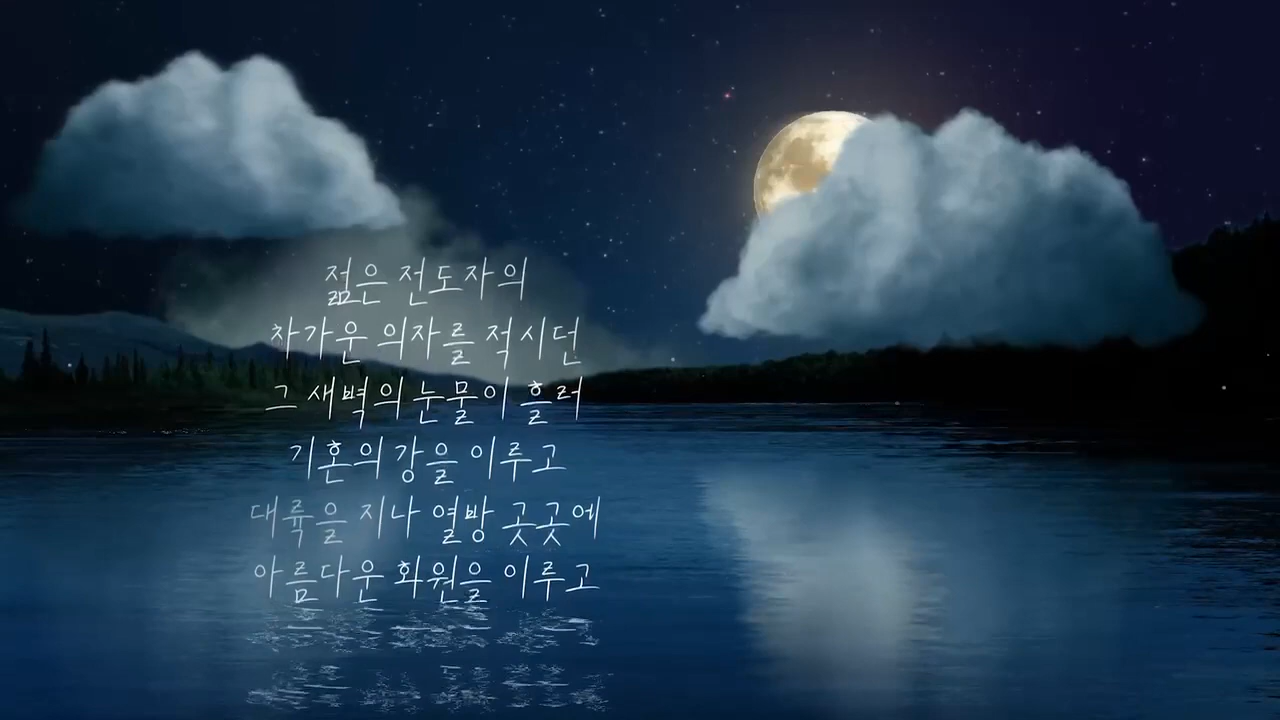 젊은 전도자의
차가운 의자를 적시던
그 새벽의 눈물이 흘러
기혼의 강을 이루고
대륙을 지나 열방 곳곳에
아름다운 화원을 이루고